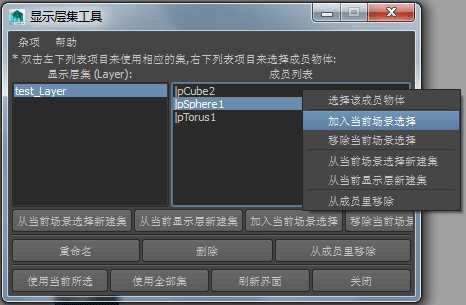 显示层集工具
杂项 帮助
* 双击左下列表项目来使用相应的集,右下列表项目来选择成员物体:
显示层集 (Layer): 成员列表
test_Layer
|pCube2
|pSphere1
|pTorus1
选择该成员物体
加入当前场景选择
移除当前场景选择
从当前场景选择新建集
从当前显示层新建集
从成员里移除
从当前场景选择新建集 从当前显示层新建集 加入当前场景选择 移除当前场景
重命名 删除 从成员里移除
使用当前所选 使用全部集 刷新界面 关闭